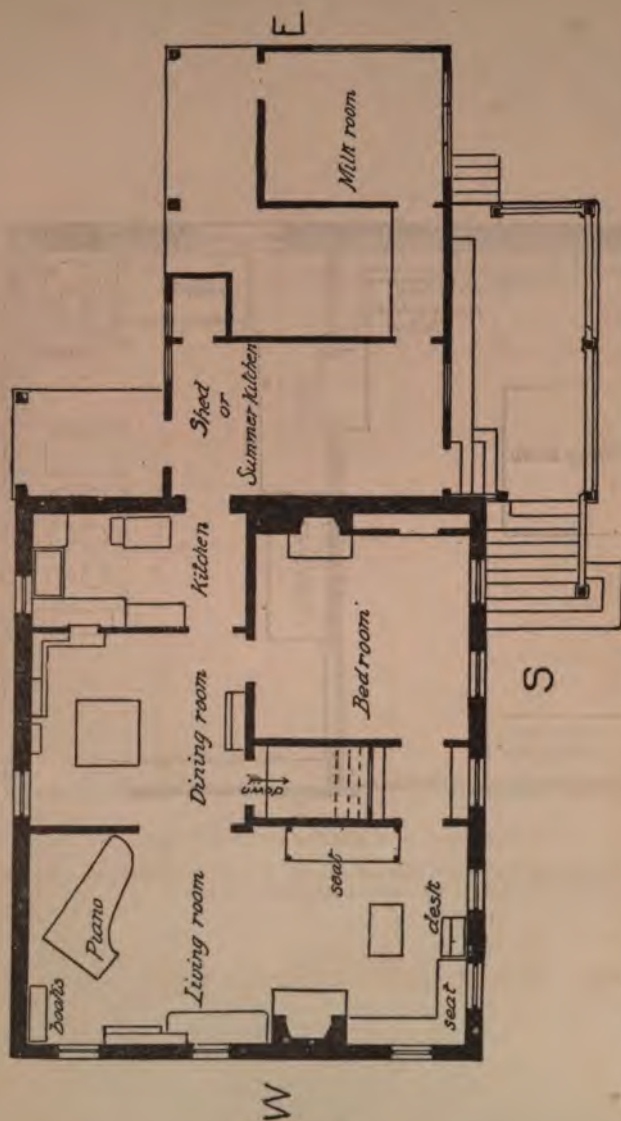 E
Milk room
Shed
or
Summer Kitchen
Kitchen
Dining room
Bedroom
down
Living room
Piano
books
seat
desk
seat
W
S